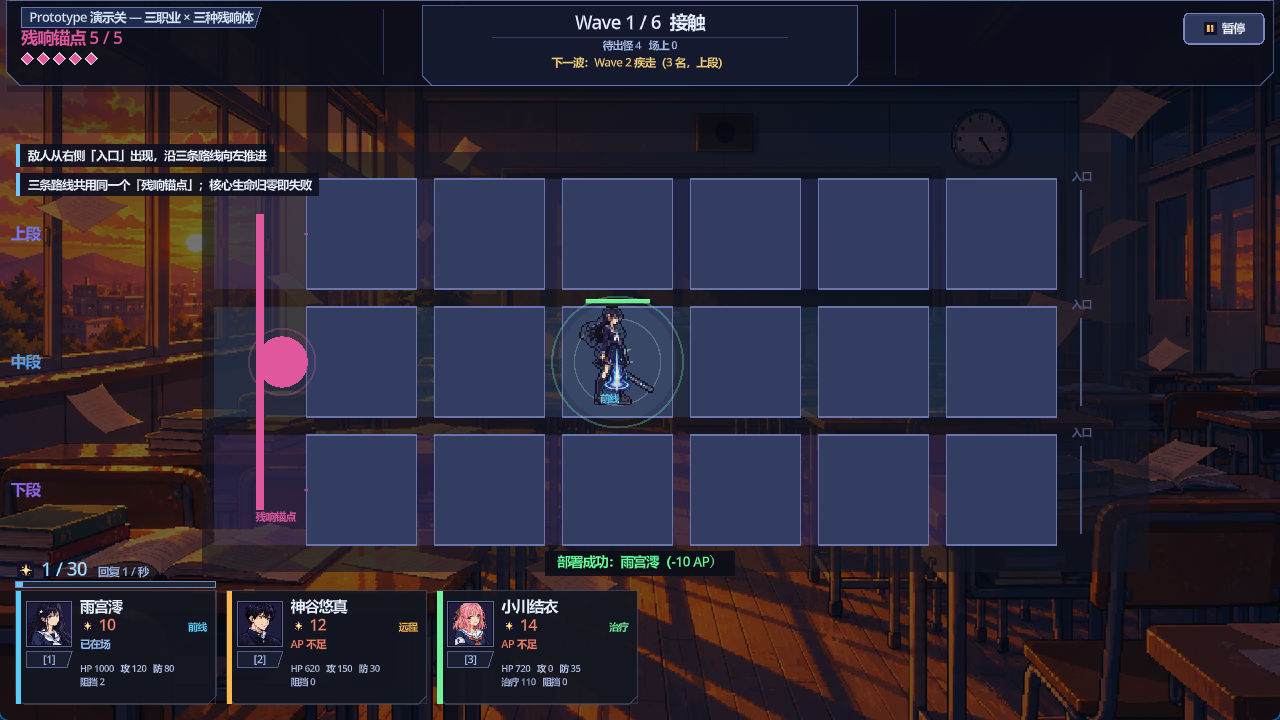 Prototype 演示关 — 三职业 × 三种残响体
残响锚点 5 / 5
Wave 1 / 6 接触
待出怪 4 场上 0
下一波: Wave 2 疾走 (3 名, 上段)
暂停
敌人从右侧「入口」出现，沿三条路线向左推进
三条路线共用同一个「残响锚点」；核心生命归零即失败
入口
上段
入口
中段
前线
入口
下段
残响锚点
部署成功：雨宫澪 (-10 AP)
1 / 30 回复 1 / 秒
雨宫澪
10
前线
已在场
[1]
HP 1000 攻 120 防 80
阻挡 2
神谷悠真
12
远程
AP 不足
[2]
HP 620 攻 150 防 30
阻挡 0
小川结衣
14
治疗
AP 不足
[3]
HP 720 攻 0 防 35
治疗 110 阻挡 0